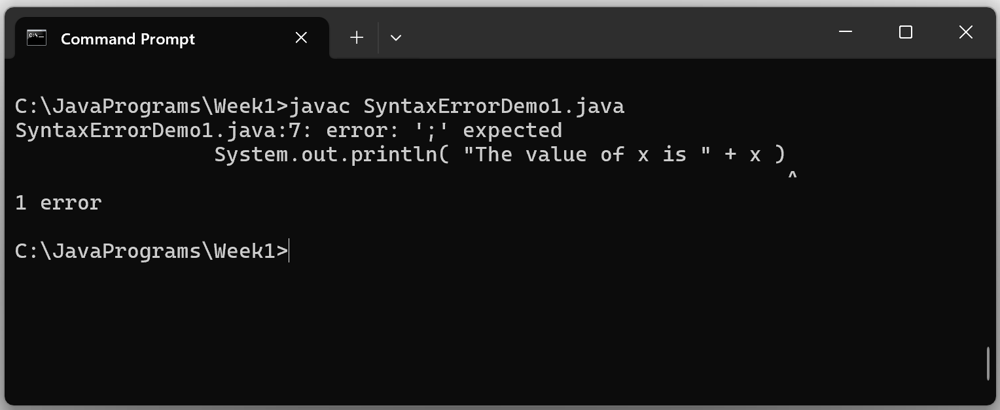 Command Prompt
C:\JavaPrograms\Week1>javac SyntaxErrorDemo1.java
SyntaxErrorDemo1.java:7: error: ';' expected
                System.out.println( "The value of x is " + x )
                                                              ^
1 error
C:\JavaPrograms\Week1>